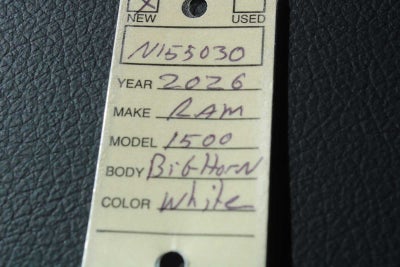 NEW USED
N155030
YEAR 2026
MAKE RAM
MODEL 1500
BODY BigHorN
COLOR White